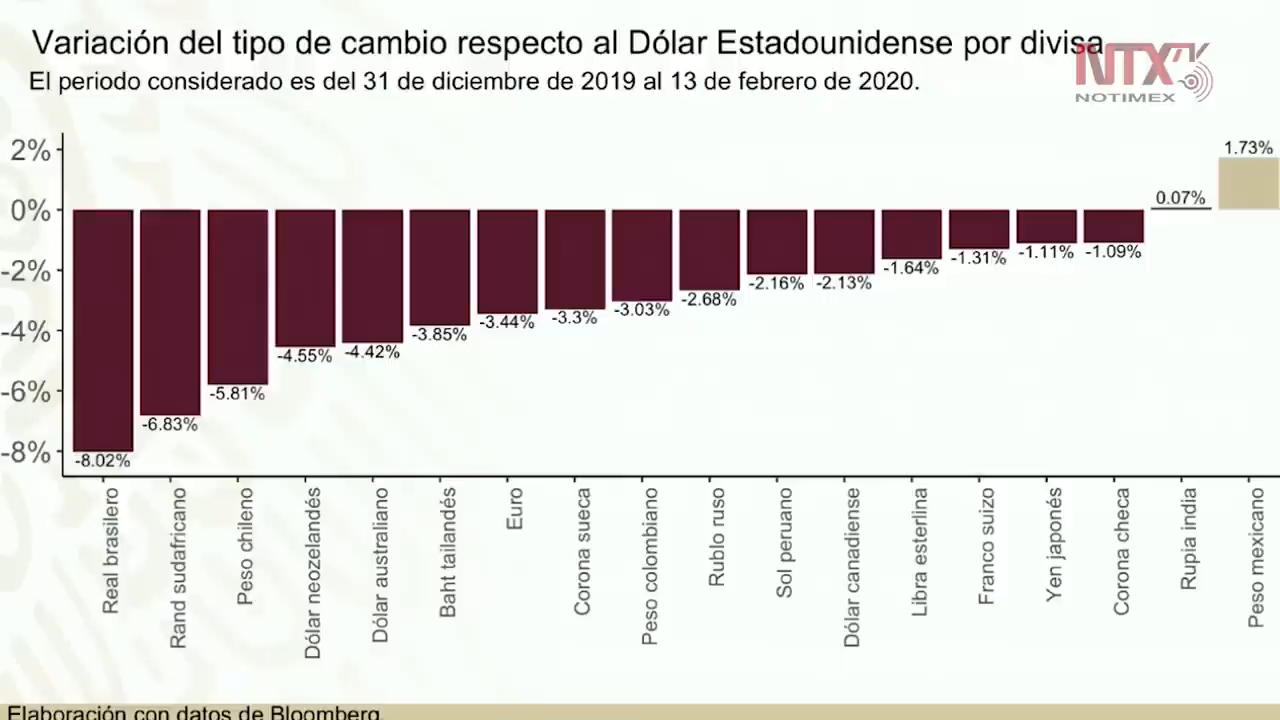 Variación del tipo de cambio respecto al Dólar Estadounidense por divisa
El periodo considerado es del 31 de diciembre de 2019 al 13 de febrero de 2020.
NTX
NOTIMEX
2%
0%
-2%
-4%
-6%
-8%
-8.02%
-6.83%
-5.81%
-4.55%
-4.42%
-3.85%
-3.44%
-3.3%
-3.03%
-2.68%
-2.16%
-2.13%
-1.64%
-1.31%
-1.11%
-1.09%
0.07%
1.73%
Real brasilero
Rand sudafricano
Peso chileno
Dólar neozelandés
Dólar australiano
Baht tailandés
Euro
Corona sueca
Peso colombiano
Rublo ruso
Sol peruano
Dólar canadiense
Libra esterlina
Franco suizo
Yen japonés
Corona checa
Rupia india
Peso mexicano
Elaboración con datos de Bloomberg.